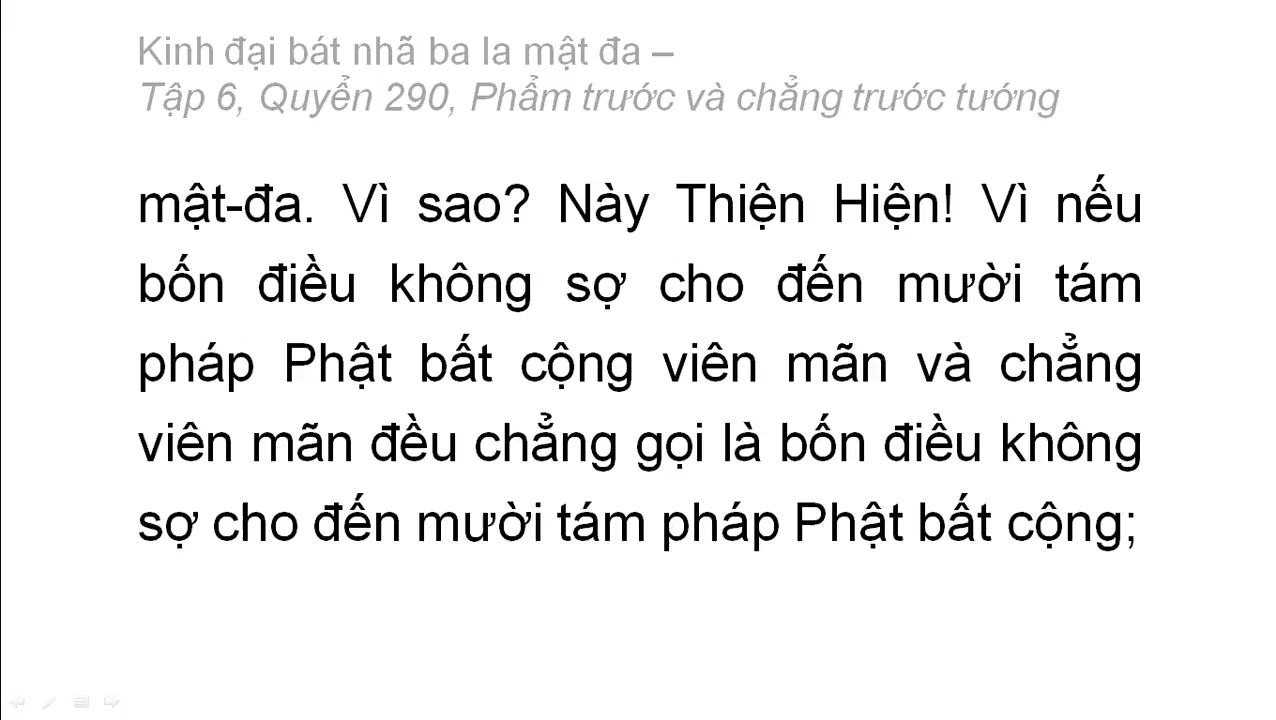 Kinh đại bát nhã ba la mật đa –
Tập 6, Quyển 290, Phẩm trước và chẳng trước tướng
mật-đa. Vì sao? Này Thiện Hiện! Vì nếu
bốn điều không sợ cho đến mười tám
pháp Phật bất cộng viên mãn và chẳng
viên mãn đều chẳng gọi là bốn điều không
sợ cho đến mười tám pháp Phật bất cộng;